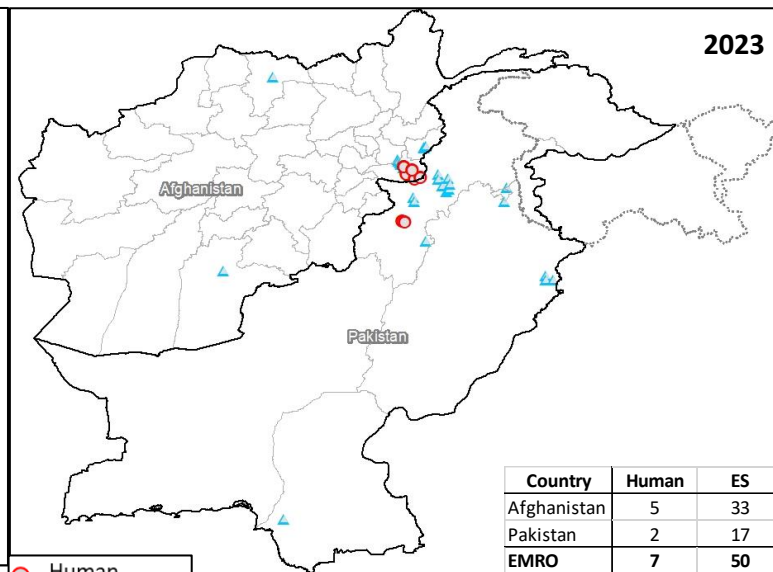 2023
Afghanistan
Pakistan
Country Human ES
Afghanistan 5 33
Pakistan 2 17
EMRO 7 50
Human